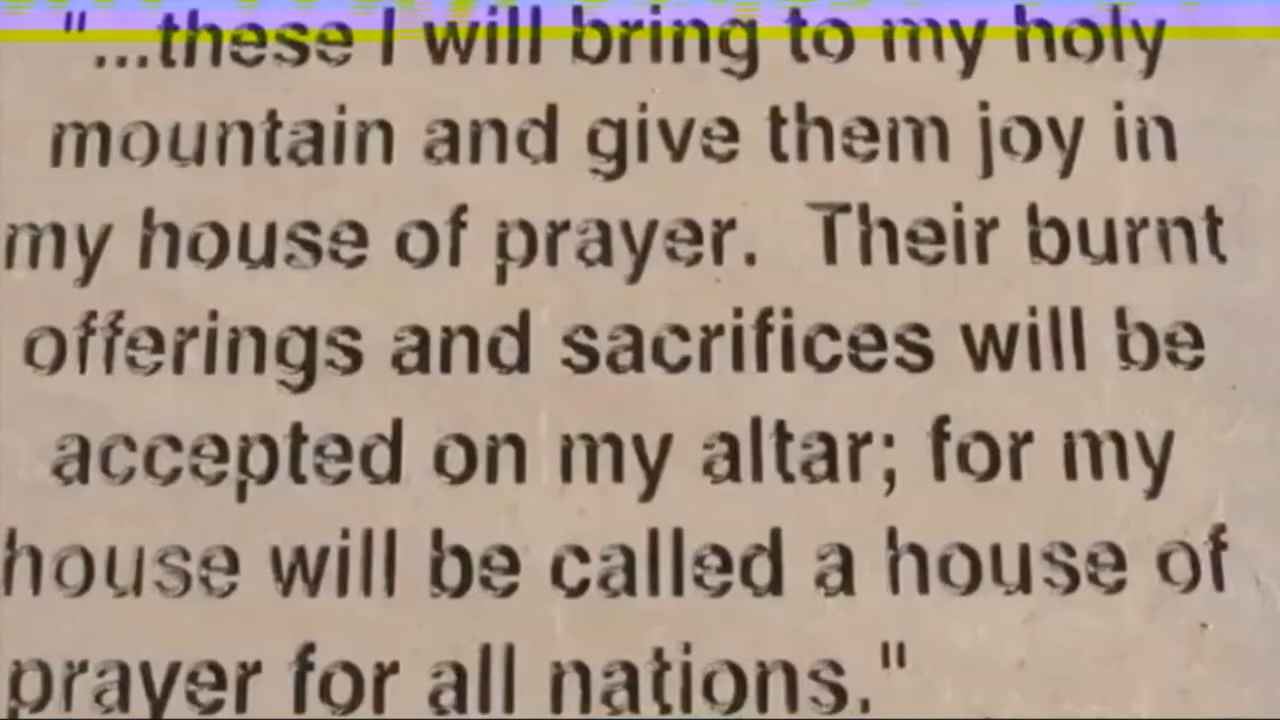 "...these I will bring to my holy
mountain and give them joy in
my house of prayer.  Their burnt
offerings and sacrifices will be
accepted on my altar; for my
house will be called a house of
prayer for all nations."